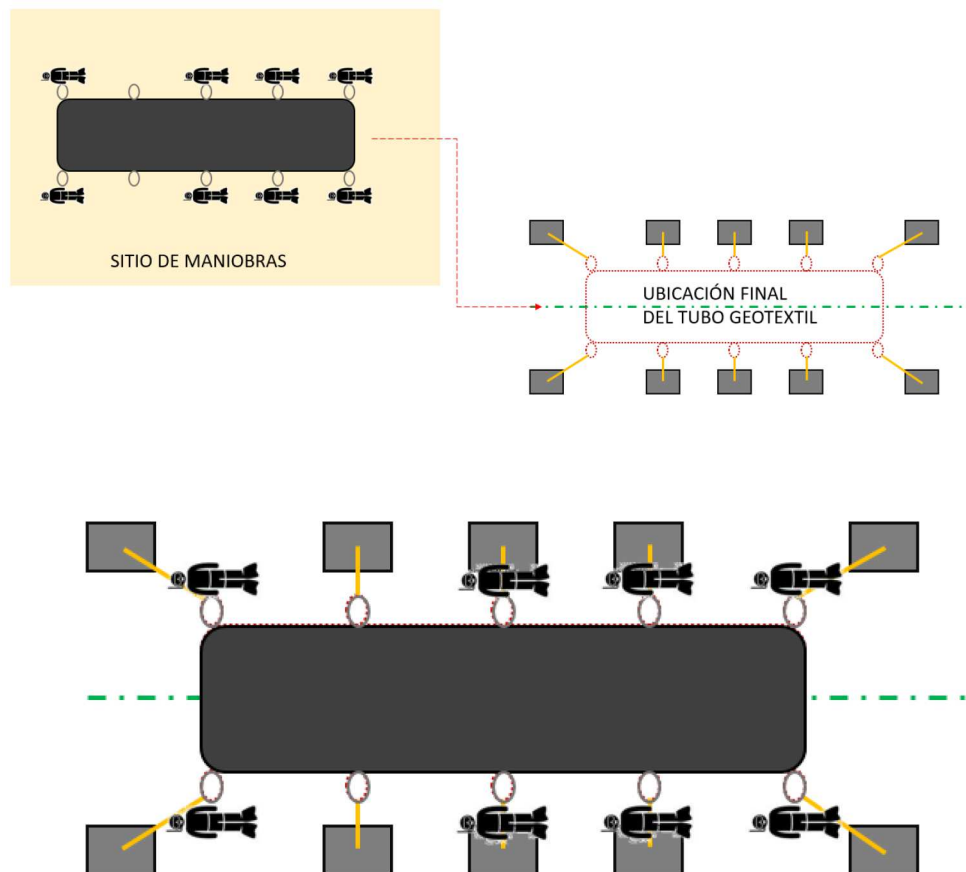 SITIO DE MANIOBRAS
UBICACIÓN FINAL
DEL TUBO GEOTEXTIL